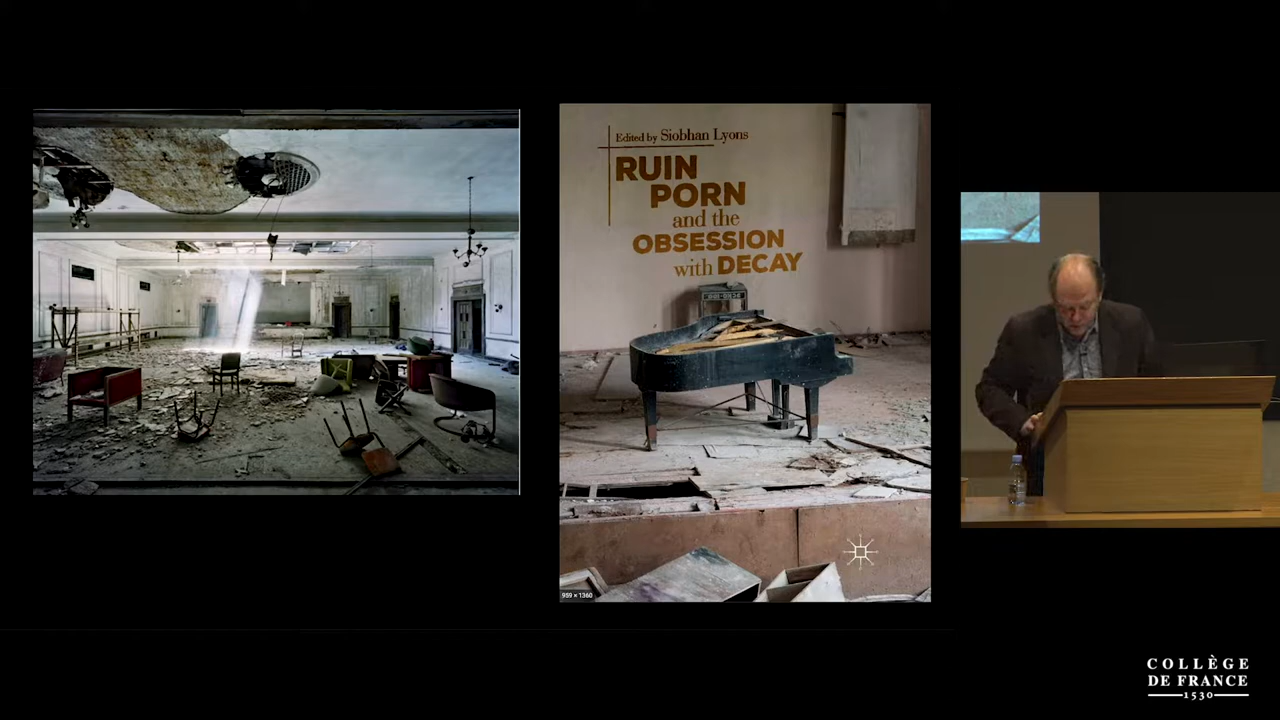 Edited by Siobhan Lyons
RUIN
PORN
and the
OBSESSION
with DECAY
959 × 1360
COLLÈGE
DE FRANCE
1530